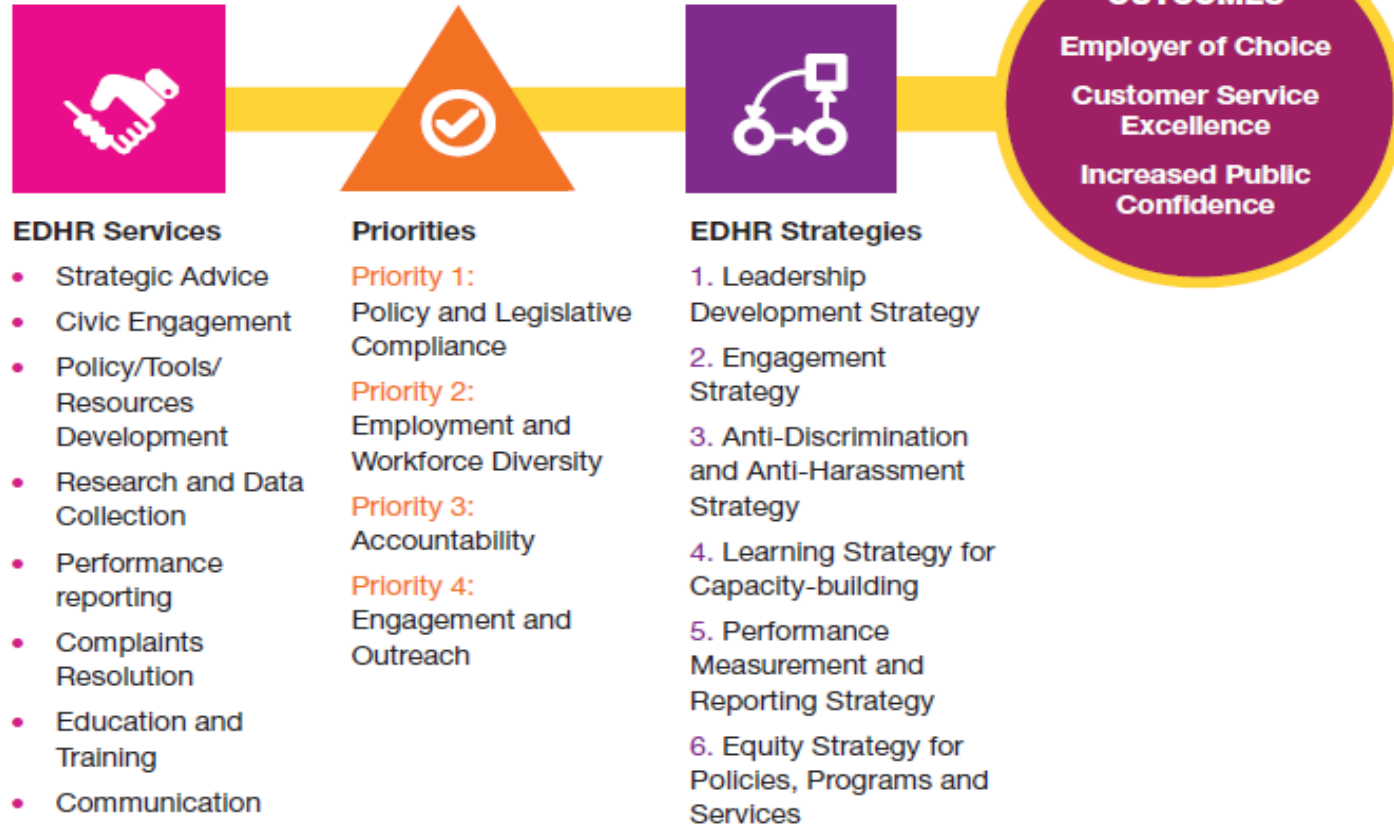 OUTCOMES
Employer of Choice
Customer Service
Excellence
Increased Public
Confidence
EDHR Services
• Strategic Advice
• Civic Engagement
• Policy/Tools/
Resources
Development
• Research and Data
Collection
• Performance
reporting
• Complaints
Resolution
• Education and
Training
• Communication
Priorities
Priority 1:
Policy and Legislative
Compliance
Priority 2:
Employment and
Workforce Diversity
Priority 3:
Accountability
Priority 4:
Engagement and
Outreach
EDHR Strategies
1. Leadership
Development Strategy
2. Engagement
Strategy
3. Anti-Discrimination
and Anti-Harassment
Strategy
4. Learning Strategy for
Capacity-building
5. Performance
Measurement and
Reporting Strategy
6. Equity Strategy for
Policies, Programs and
Services